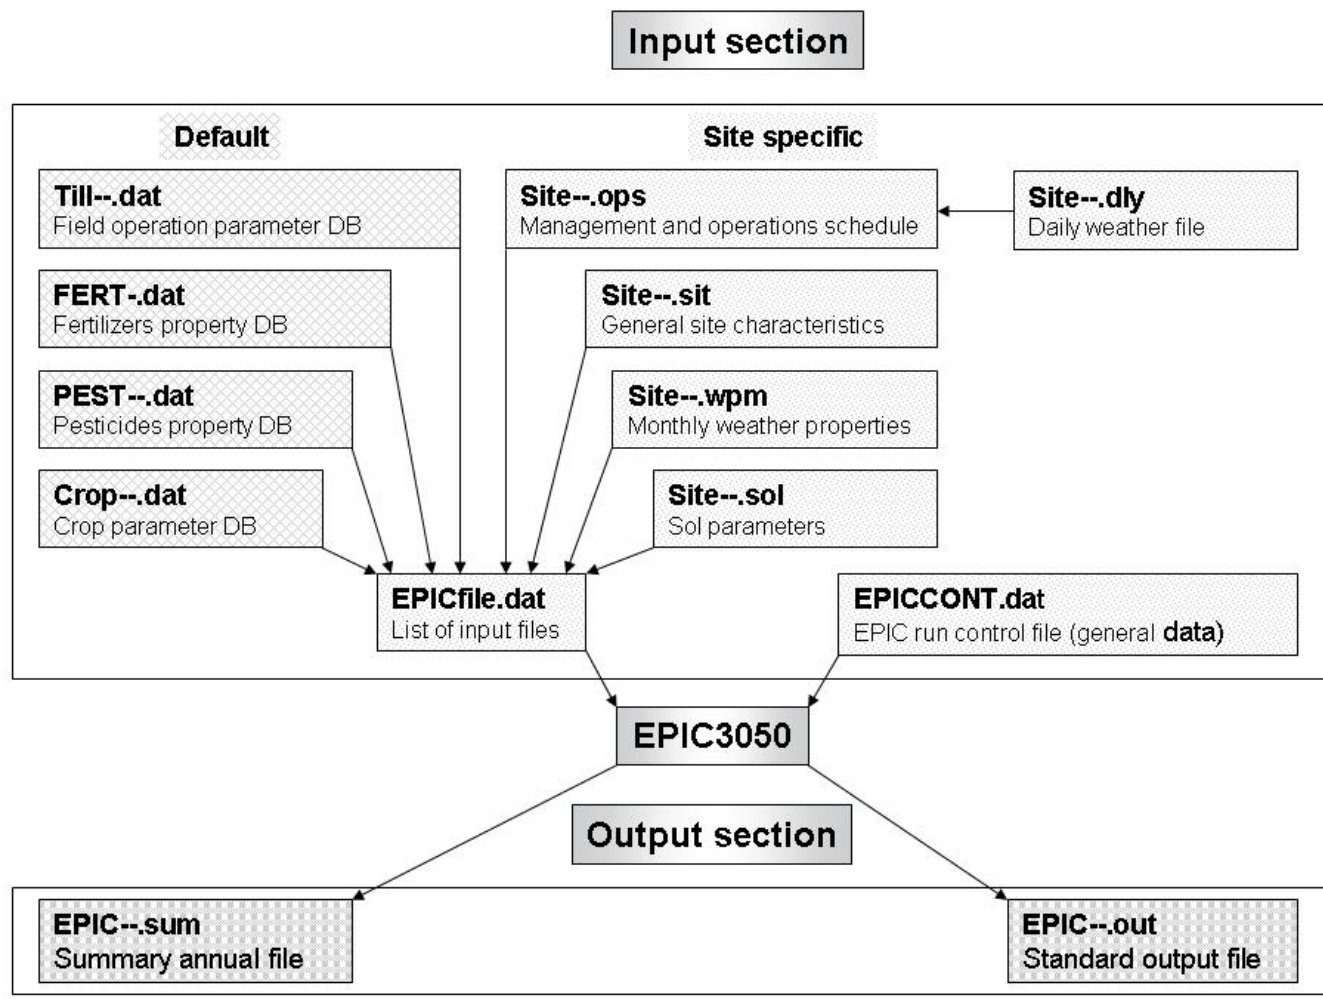 Input section
Default
Site specific
Till--.dat
Field operation parameter DB
Site--.ops
Management and operations schedule
Site--.dly
Daily weather file
FERT-.dat
Fertilizers property DB
Site--.sit
General site characteristics
PEST--.dat
Pesticides property DB
Site--.wpm
Monthly weather properties
Crop--.dat
Crop parameter DB
Site--.sol
Sol parameters
EPICfile.dat
List of input files
EPICCONT.dat
EPIC run control file (general data)
EPIC3050
Output section
EPIC--.sum
Summary annual file
EPIC--.out
Standard output file